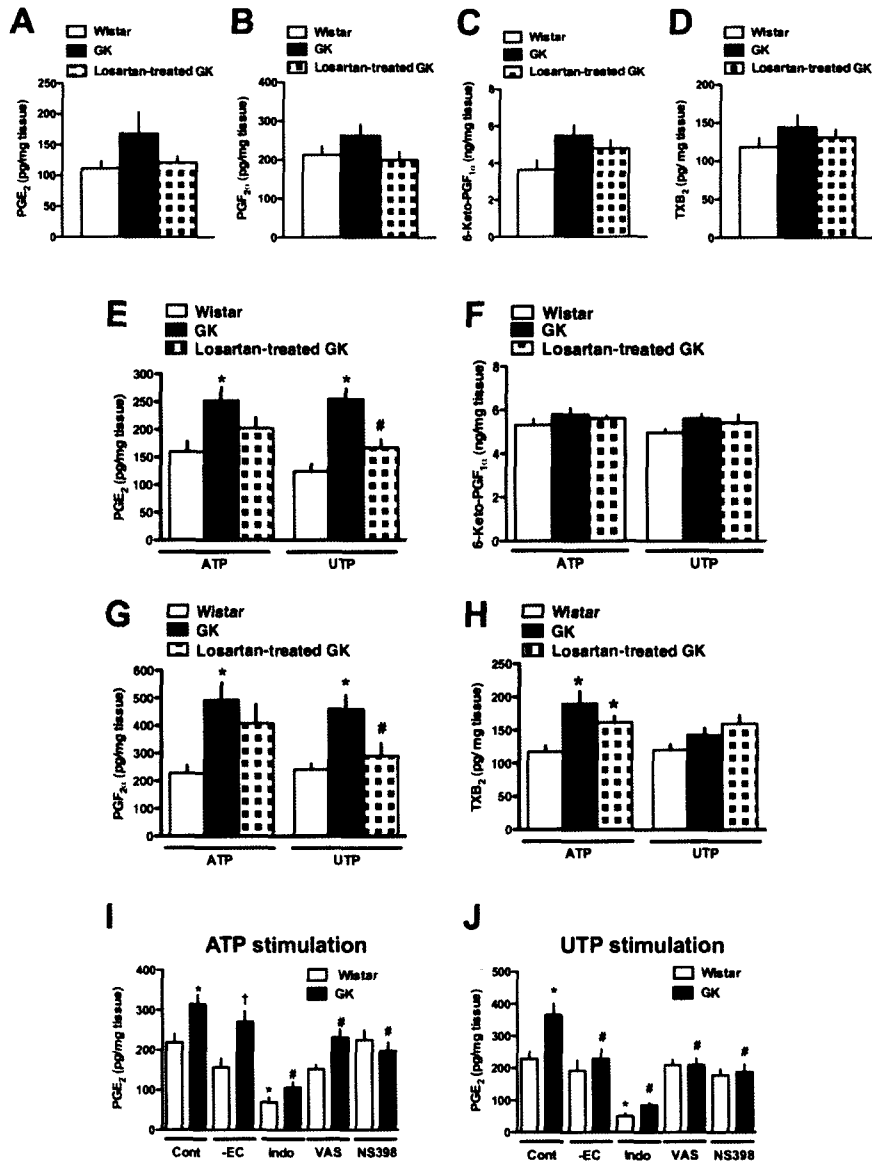 A
Wistar
GK
Losartan-treated GK
PGE2 (pg/mg tissue)
250
200
150
100
50
0
B
Wistar
GK
Losartan-treated GK
PGF2α (pg/mg tissue)
400
300
200
100
0
C
Wistar
GK
Losartan-treated GK
6-Keto-PGF1α (ng/mg tissue)
8
6
4
2
0
D
Wistar
GK
Losartan-treated GK
TXB2 (pg/ mg tissue)
200
150
100
50
0
E
Wistar
GK
Losartan-treated GK
PGE2 (pg/mg tissue)
300
250
200
150
100
50
0
* * #
ATP UTP
F
Wistar
GK
Losartan-treated GK
6-Keto-PGF1α (ng/mg tissue)
8
6
4
2
0
ATP UTP
G
Wistar
GK
Losartan-treated GK
PGF2α (pg/mg tissue)
600
500
400
300
200
100
0
* * #
ATP UTP
H
Wistar
GK
Losartan-treated GK
TXB2 (pg/ mg tissue)
250
200
150
100
50
0
* *
ATP UTP
I
ATP stimulation
Wistar
GK
PGE2 (pg/mg tissue)
400
300
200
100
0
* † * # # #
Cont -EC Indo VAS NS398
J
UTP stimulation
Wistar
GK
PGE2 (pg/mg tissue)
500
400
300
200
100
0
* # * # # #
Cont -EC Indo VAS NS398